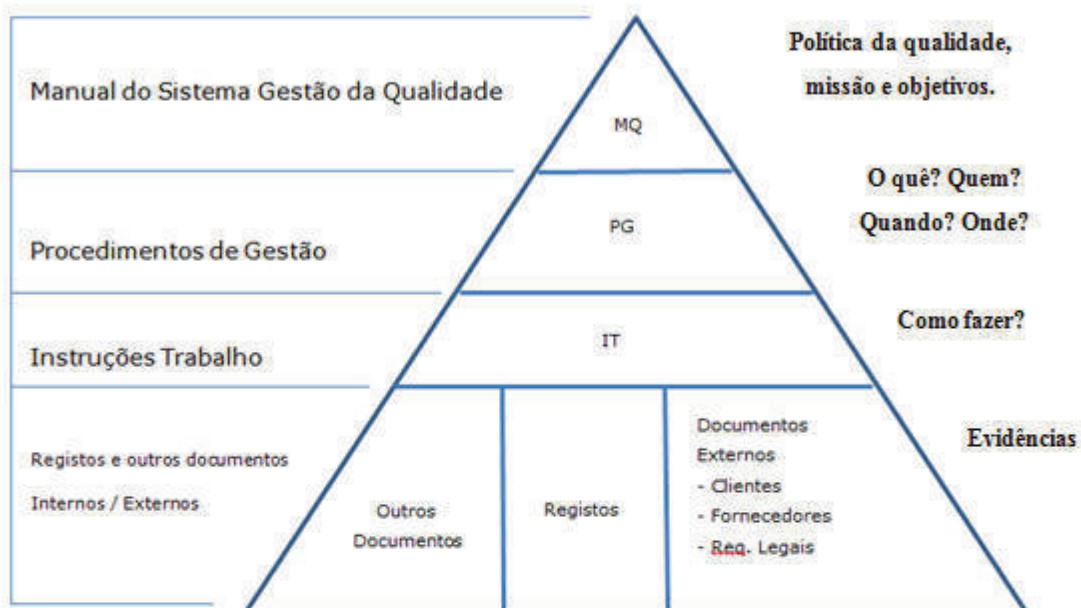 Manual do Sistema Gestão da Qualidade
MQ
Política da qualidade,
missão e objetivos.
Procedimentos de Gestão
PG
O quê? Quem?
Quando? Onde?
Instruções Trabalho
IT
Como fazer?
Registos e outros documentos
Internos / Externos
Outros
Documentos
Registos
Documentos
Externos
- Clientes
- Fornecedores
- Req. Legais
Evidências